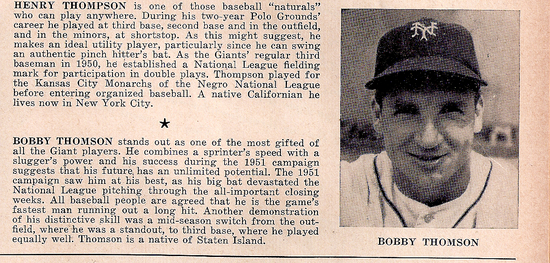 HENRY THOMPSON is one of those baseball "naturals"
who can play anywhere. During his two-year Polo Grounds'
career he played at third base, second base and in the outfield,
and in the minors, at shortstop. As this might suggest, he
makes an ideal utility player, particularly since he can swing
an authentic pinch hitter's bat. As the Giants' regular third
baseman in 1950, he established a National League fielding
mark for participation in double plays. Thompson played for
the Kansas City Monarchs of the Negro National League
before entering organized baseball. A native Californian he
lives now in New York City.
★
BOBBY THOMSON stands out as one of the most gifted of
all the Giant players. He combines a sprinter's speed with a
slugger's power and his success during the 1951 campaign
suggests that his future has an unlimited potential. The 1951
campaign saw him at his best, as his big bat devastated the
National League pitching through the all-important closing
weeks. All baseball people are agreed that he is the game's
fastest man running out a long hit. Another demonstration
of his distinctive skill was a mid-season switch from the out-
field, where he was a standout, to third base, where he played
equally well. Thomson is a native of Staten Island.
NY
BOBBY THOMSON